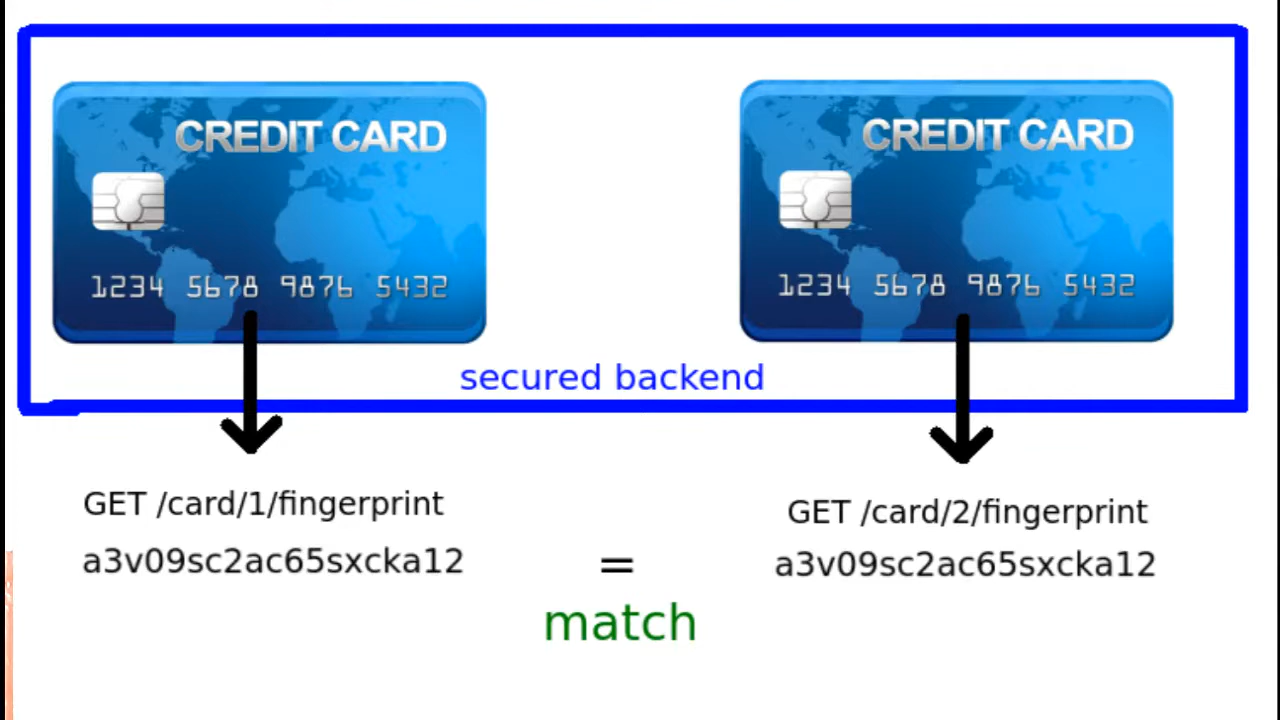 CREDIT CARD
1234 5678 9876 5432
CREDIT CARD
1234 5678 9876 5432
secured backend
GET /card/1/fingerprint
a3v09sc2ac65sxcka12
=
match
GET /card/2/fingerprint
a3v09sc2ac65sxcka12